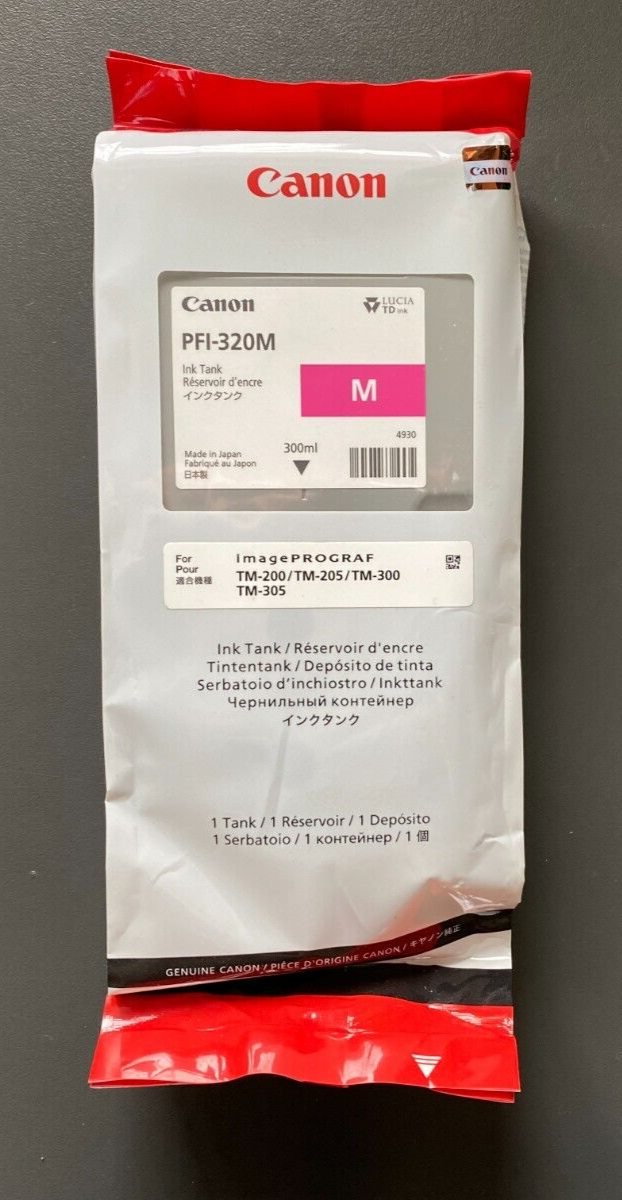 Canon
Canon
Canon
LUCIA
TD ink
PFI-320M
Ink Tank
Réservoir d'encre
インクタンク
M
4930
300ml
Made in Japan
Fabriqué au Japon
日本製
For
Pour
適合機種
imagePROGRAF
TM-200/TM-205/TM-300
TM-305
Ink Tank / Réservoir d'encre
Tintentank / Depósito de tinta
Serbatoio d'inchiostro / Inkttank
Чернильный контейнер
インクタンク
1 Tank / 1 Réservoir / 1 Depósito
1 Serbatoio / 1 контейнер / 1 個
GENUINE CANON / PIÈCE D'ORIGINE CANON / キヤノン純正